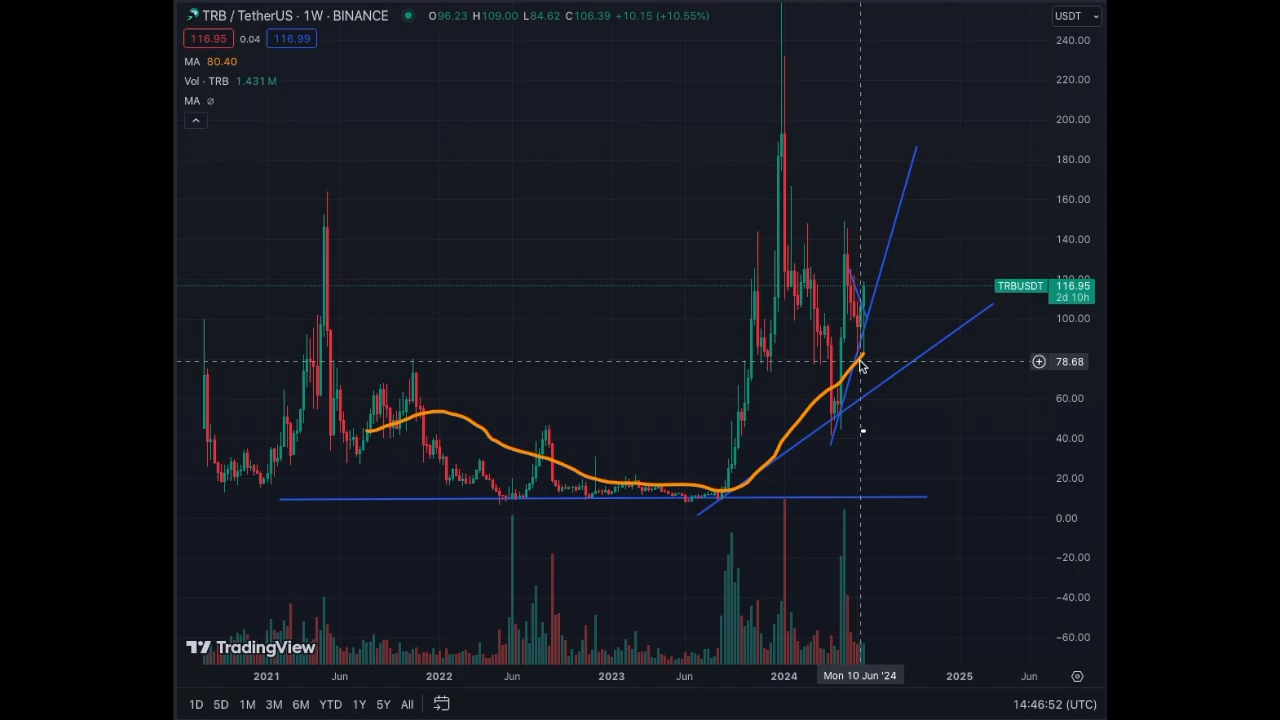 TRB / TetherUS · 1W · BINANCE O96.23 H109.00 L84.62 C106.39 +10.15 (+10.55%) USDT
116.95 0.04 116.99
MA 80.40
Vol · TRB 1.431 M
MA ∅
240.00
220.00
200.00
180.00
160.00
140.00
120.00
TRBUSDT 116.95
2d 10h
100.00
78.68
60.00
40.00
20.00
0.00
−20.00
−40.00
−60.00
TradingView
2021 Jun 2022 Jun 2023 Jun 2024 Mon 10 Jun '24 2025 Jun
1D 5D 1M 3M 6M YTD 1Y 5Y All 14:46:52 (UTC)